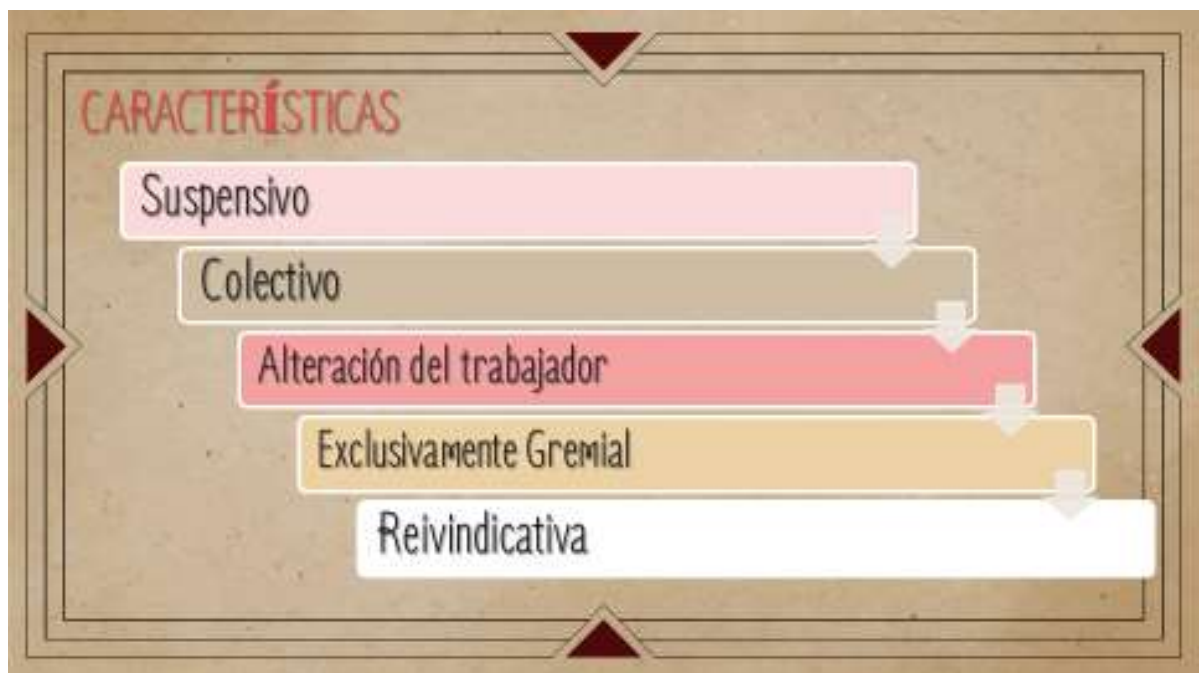 CARACTERÍSTICAS
Suspensivo
Colectivo
Alteración del trabajador
Exclusivamente Gremial
Reivindicativa